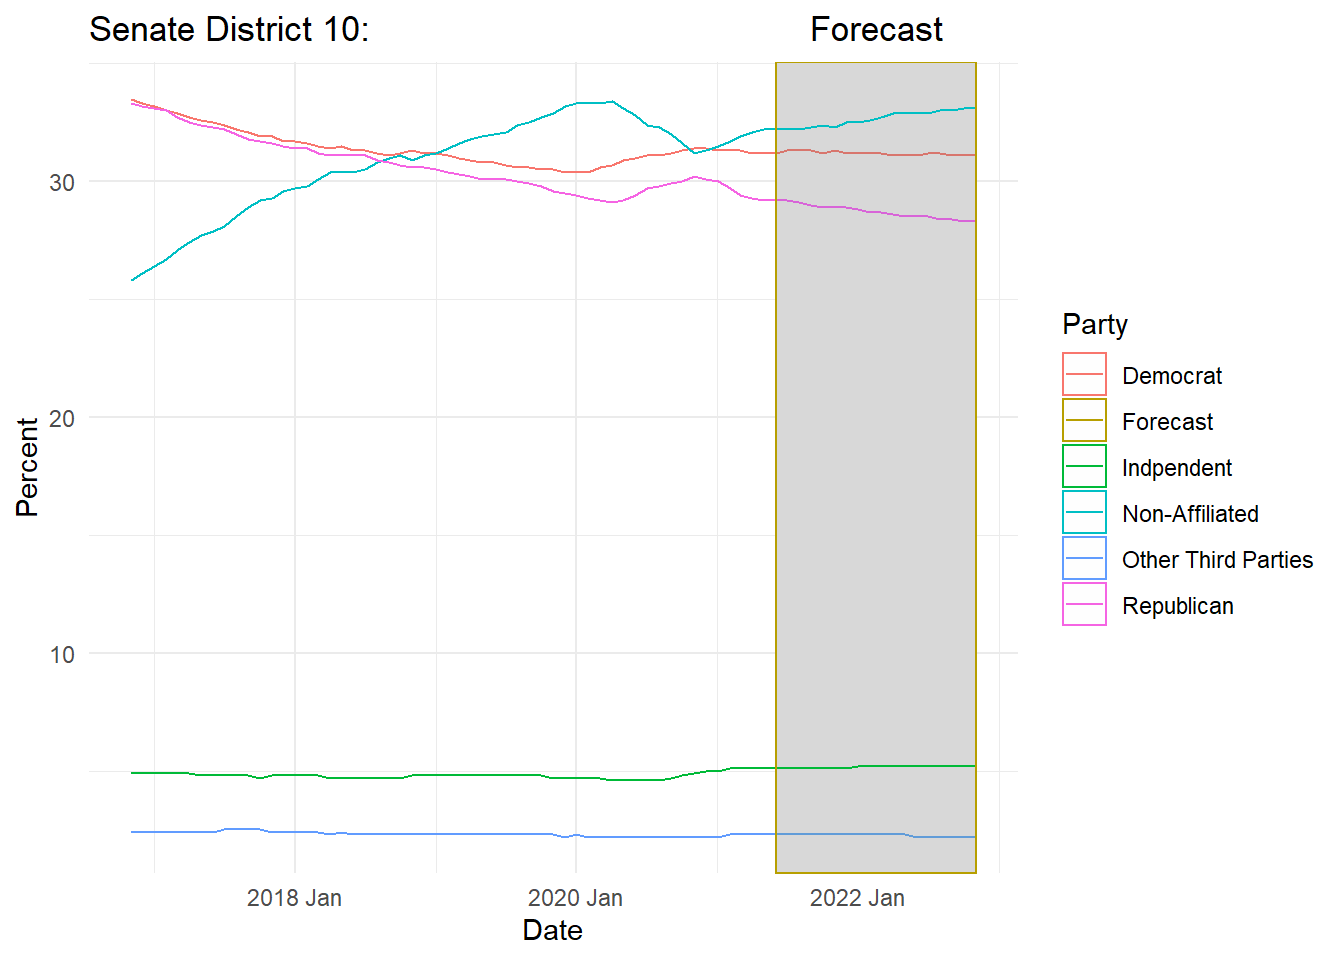 Senate District 10:
Forecast
30
20
10
Percent
2018 Jan
2020 Jan
2022 Jan
Date
Party
Democrat
Forecast
Indpendent
Non-Affiliated
Other Third Parties
Republican